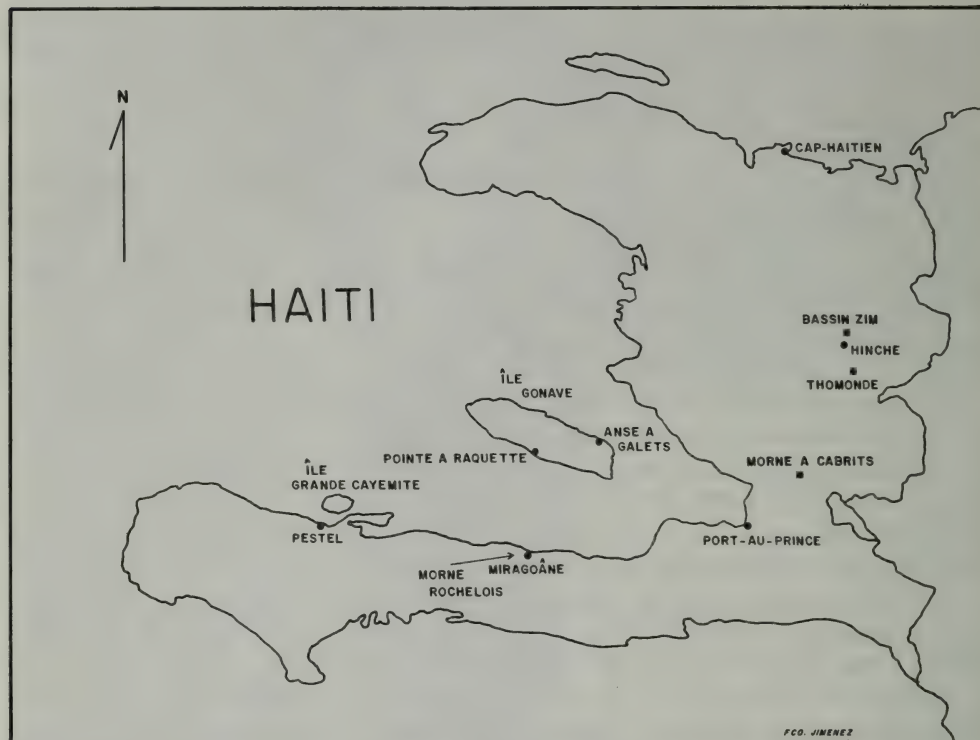 N
CAP-HAITIEN
HAITI
BASSIN ZIM
HINCHE
THOMONDE
ÎLE
GONAVE
ANSE A
GALETS
POINTE A RAQUETTE
MORNE A CABRITS
ÎLE
GRANDE CAYEMITE
PESTEL
PORT-AU-PRINCE
MIRAGOÂNE
MORNE
ROCHELOIS
FCO. JIMENEZ